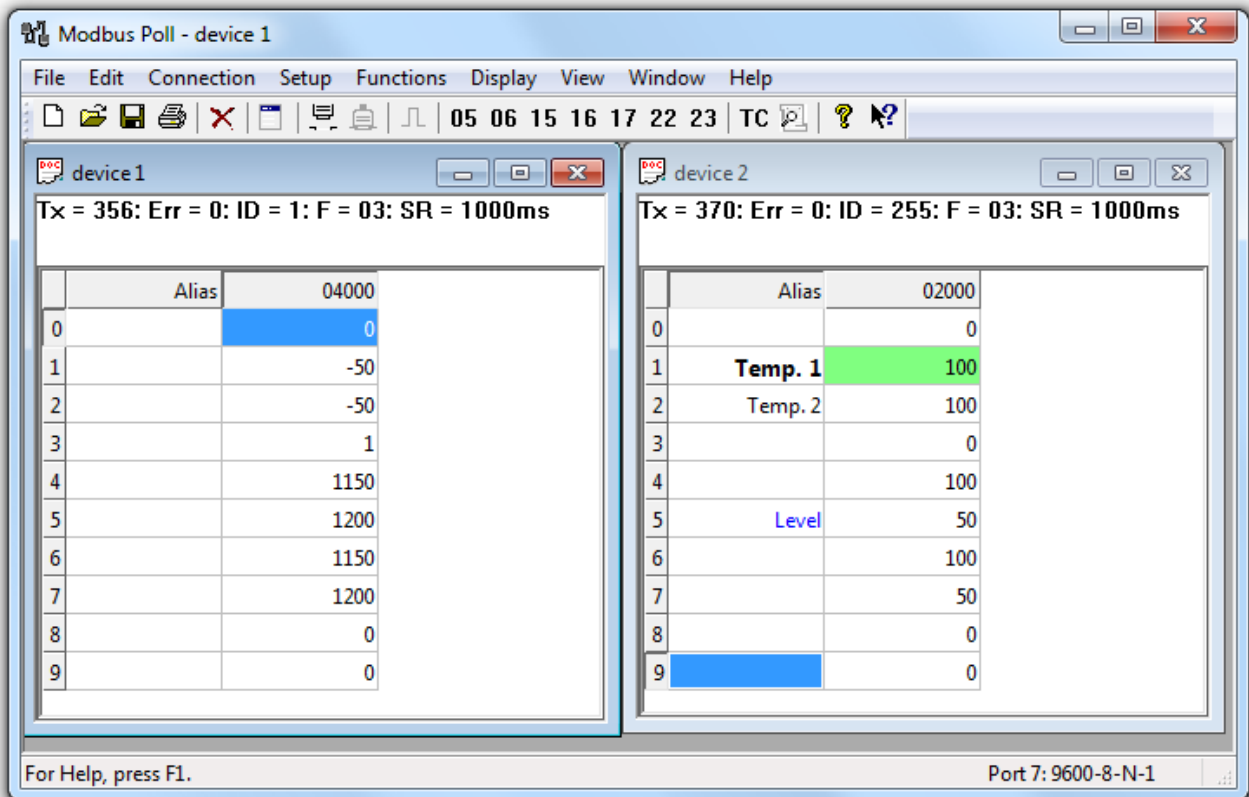 Modbus Poll - device 1
File Edit Connection Setup Functions Display View Window Help
05 06 15 16 17 22 23 TC
DOC device 1
Tx = 356: Err = 0: ID = 1: F = 03: SR = 1000ms
Alias 04000
0 0
1 -50
2 -50
3 1
4 1150
5 1200
6 1150
7 1200
8 0
9 0
DOC device 2
Tx = 370: Err = 0: ID = 255: F = 03: SR = 1000ms
Alias 02000
0 0
1 Temp. 1 100
2 Temp. 2 100
3 0
4 100
5 Level 50
6 100
7 50
8 0
9 0
For Help, press F1.
Port 7: 9600-8-N-1